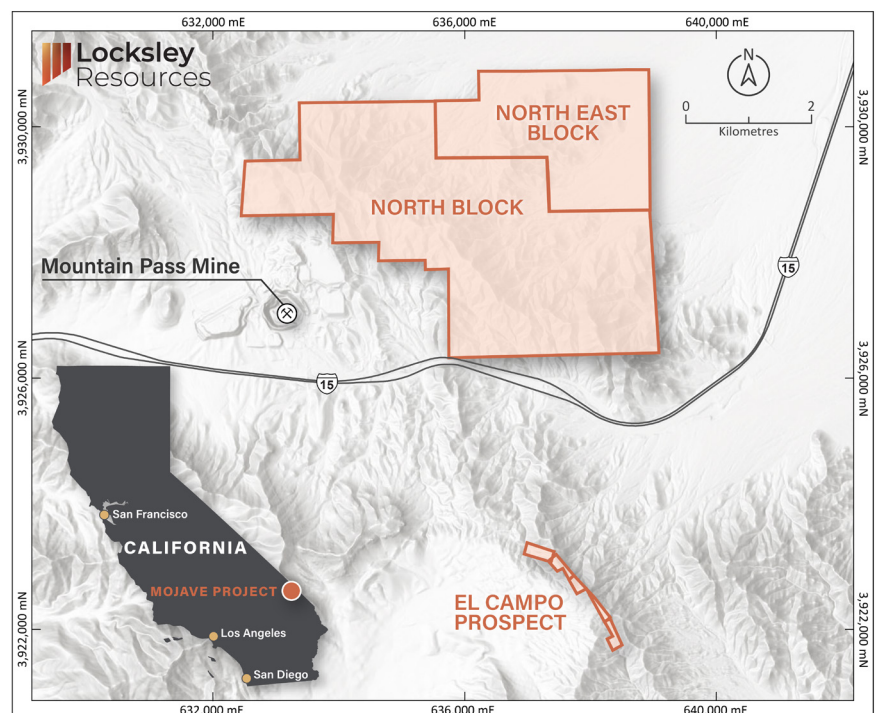 632,000 mE
636,000 mE
640,000 mE
Locksley
Resources
N
0
2
Kilometres
3,930,000 mN
3,930,000 mN
NORTH EAST
BLOCK
NORTH BLOCK
Mountain Pass Mine
15
15
3,926,000 mN
3,926,000 mN
San Francisco
CALIFORNIA
MOJAVE PROJECT
Los Angeles
San Diego
EL CAMPO
PROSPECT
3,922,000 mN
3,922,000 mN
632,000 mE
636,000 mE
640,000 mE